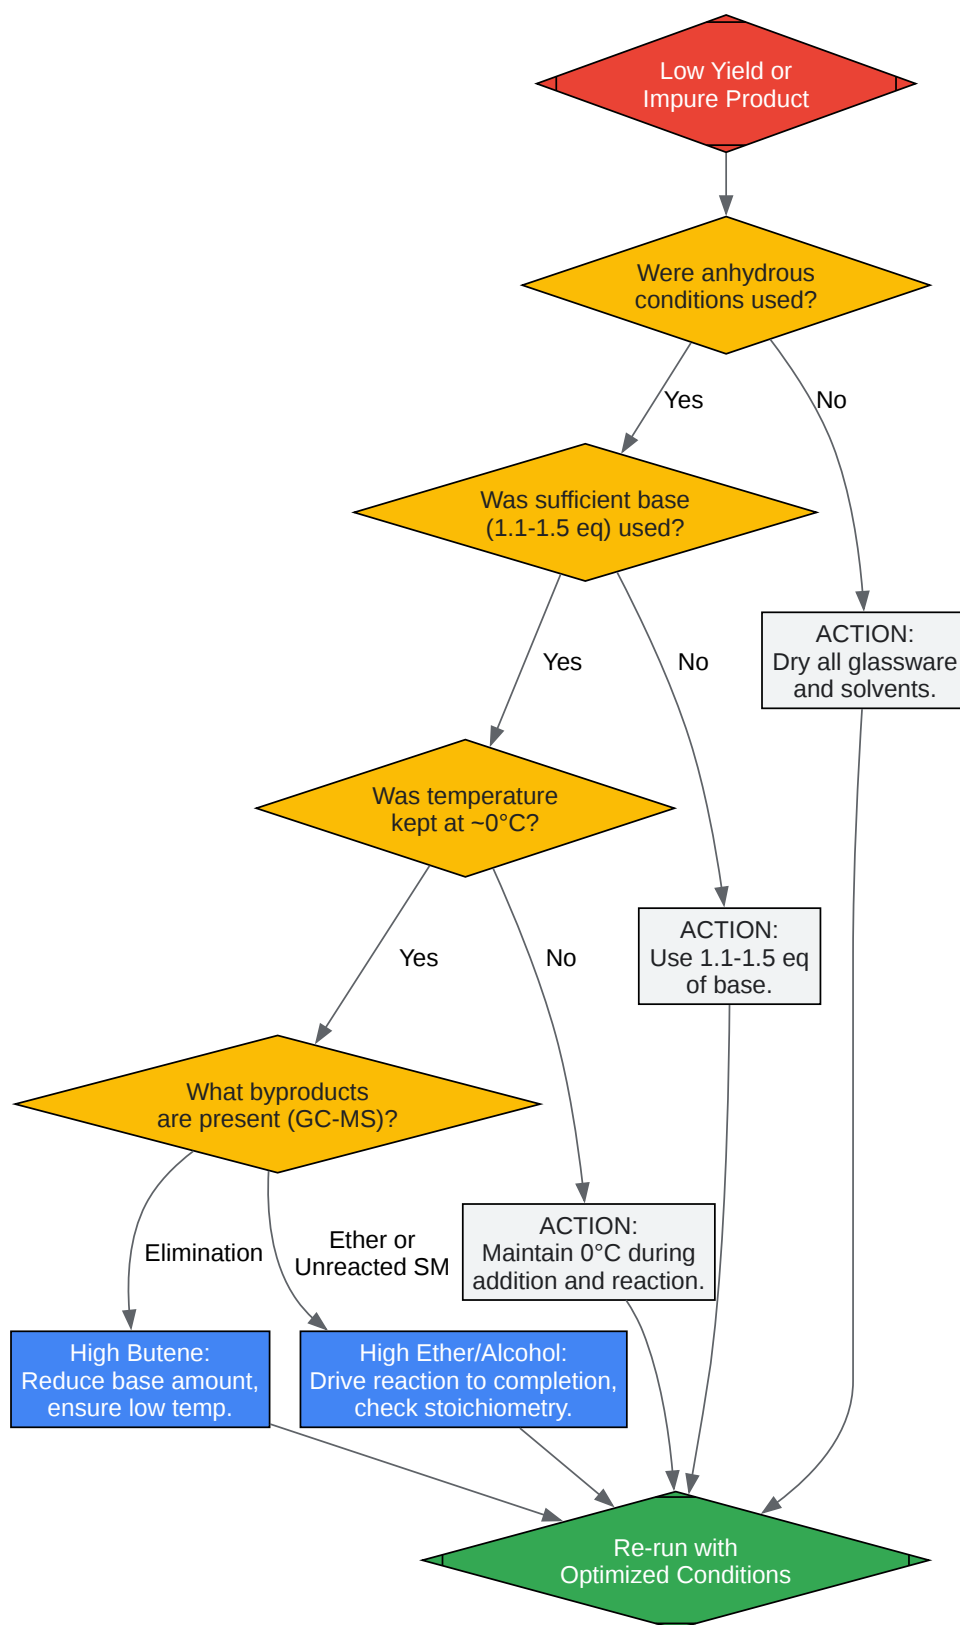 Low Yield or
Impure Product
Were anhydrous
conditions used?
Yes
No
Was sufficient base
(1.1-1.5 eq) used?
Yes
No
ACTION:
Dry all glassware
and solvents.
Was temperature
kept at ~0°C?
Yes
No
ACTION:
Use 1.1-1.5 eq
of base.
What byproducts
are present (GC-MS)?
Elimination
Ether or
Unreacted SM
ACTION:
Maintain 0°C during
addition and reaction.
High Butene:
Reduce base amount,
ensure low temp.
High Ether/Alcohol:
Drive reaction to completion,
check stoichiometry.
Re-run with
Optimized Conditions